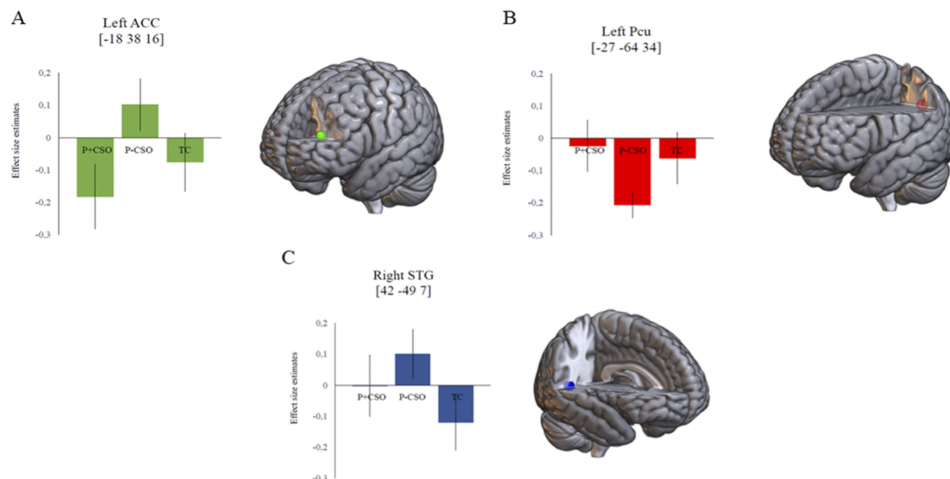 A
Left ACC
[-18 38 16]
Effect size estimates
0,2
0,1
0
-0,1
-0,2
-0,3
P+CSO
P-CSO
TC
B
Left Pcu
[-27 -64 34]
Effect size estimates
0,2
0,1
0
-0,1
-0,2
-0,3
P+CSO
P-CSO
TC
C
Right STG
[42 -49 7]
Effect size estimates
0,2
0,1
0
-0,1
-0,2
-0,3
P+CSO
P-CSO
TC